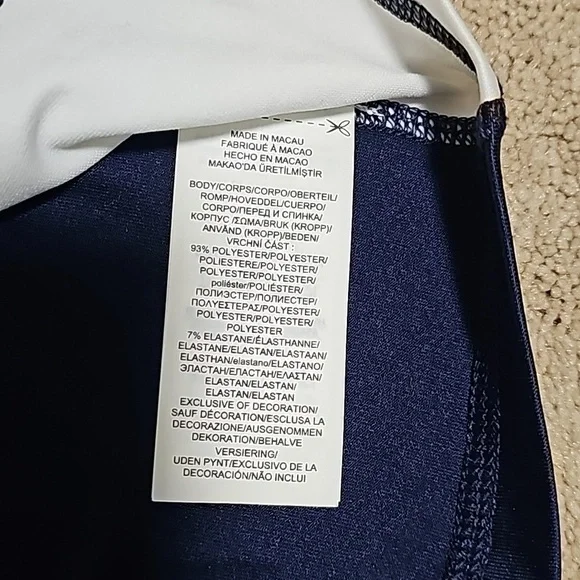 MADE IN MACAU
FABRIQUÉ À MACAO
HECHO EN MACAO
MAKAO'DA ÜRETİLMİŞTİR
BODY/CORPS/CORPO/OBERTEIL/
ROMP/HOVEDDEL/CUERPO/
CORPO/ПЕРЕД И СПИНКА/
КОРПУС /ΣΩΜΑ/BRUK (KROPP)/
ANVÄND (KROPP)/BEDEN/
VRCHNÍ ČÁST :
93% POLYESTER/POLYESTER/
POLIESTERE/POLYESTER/
POLYESTER/POLYESTER/
poliéster/POLIÉSTER/
ПОЛИЭСТЕР/ПОЛИЕСТЕР/
ΠΟΛΥΕΣΤΕΡΑΣ/POLYESTER/
POLYESTER/POLYESTER/
POLYESTER
7% ELASTANE/ÉLASTHANNE/
ELASTANE/ELASTAN/ELASTAAN/
ELASTHAN/elastano/ELASTANO/
ЭЛАСТАН/ЕЛАСТАН/ΕΛΑΣΤΑΝ/
ELASTAN/ELASTAN/
ELASTAN/ELASTAN
EXCLUSIVE OF DECORATION/
SAUF DÉCORATION/ESCLUSA LA
DECORAZIONE/AUSGENOMMEN
DEKORATION/BEHALVE
VERSIERING/
UDEN PYNT/EXCLUSIVO DE LA
DECORACIÓN/NÃO INCLUI